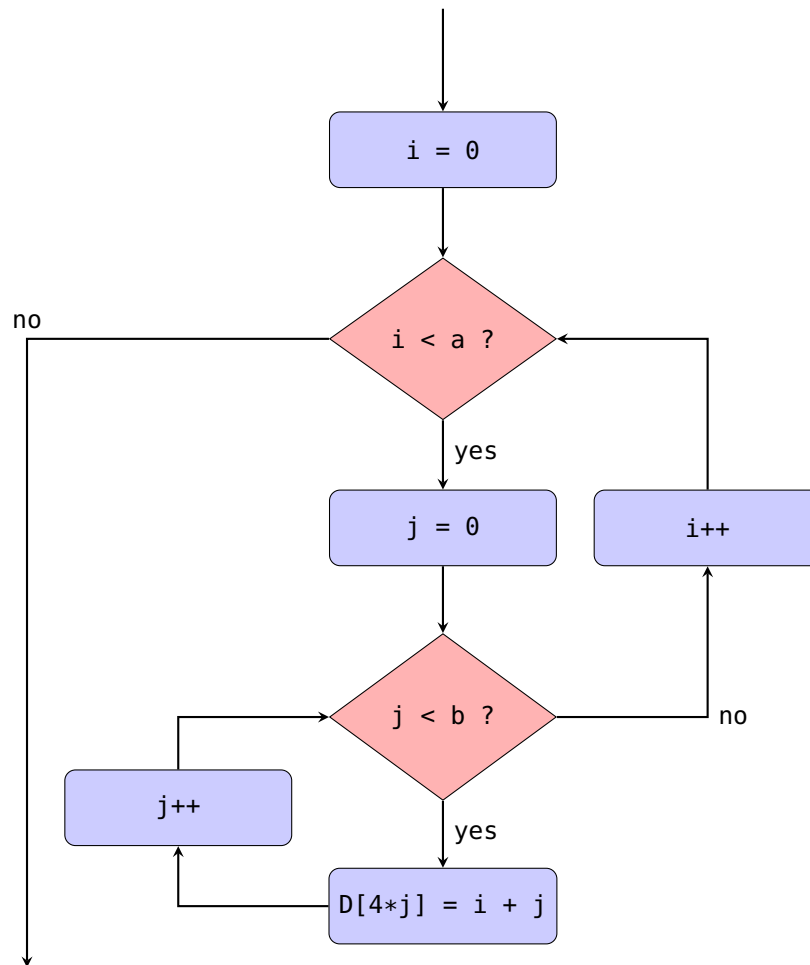 i = 0
no
i < a ?
yes
j = 0
i++
j < b ?
no
j++
yes
D[4*j] = i + j